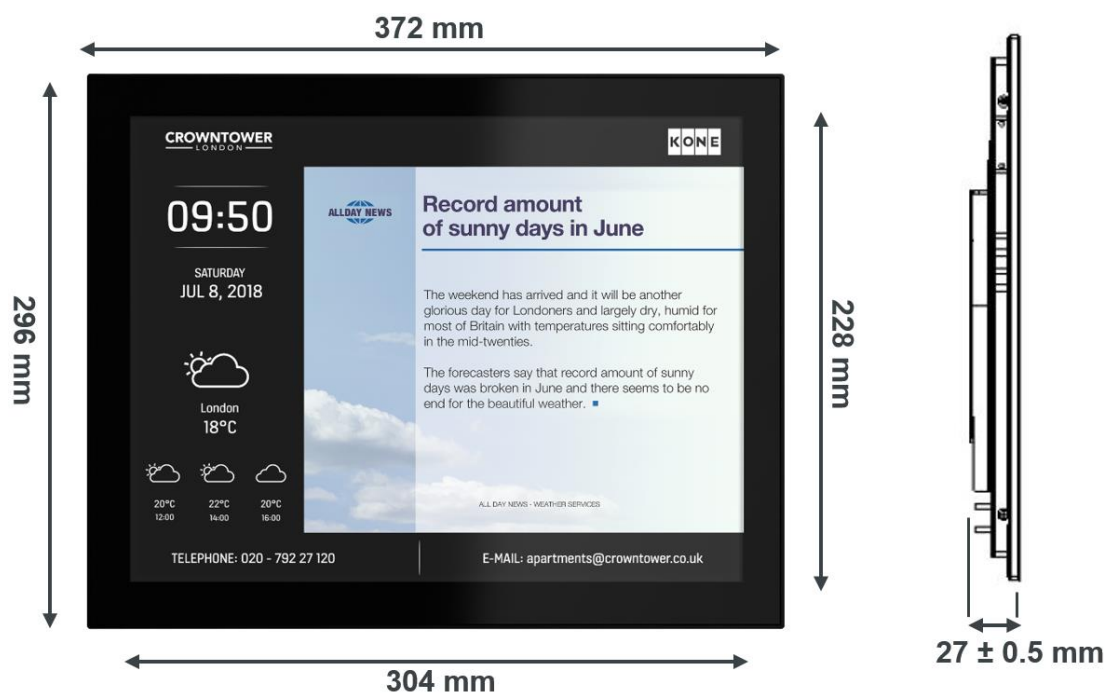 372 mm
296 mm
CROWNTOWER
LONDON
KONE
09:50
SATURDAY
JUL 8, 2018
London
18°C
20°C
12:00
22°C
14:00
20°C
16:00
ALLDAY NEWS
Record amount
of sunny days in June
The weekend has arrived and it will be another
glorious day for Londoners and largely dry, humid for
most of Britain with temperatures sitting comfortably
in the mid-twenties.
The forecasters say that record amount of sunny
days was broken in June and there seems to be no
end for the beautiful weather.
ALL DAY NEWS - WEATHER SERVICES
TELEPHONE: 020 - 792 27 120
E-MAIL: apartments@crowntower.co.uk
228 mm
304 mm
27 ± 0.5 mm